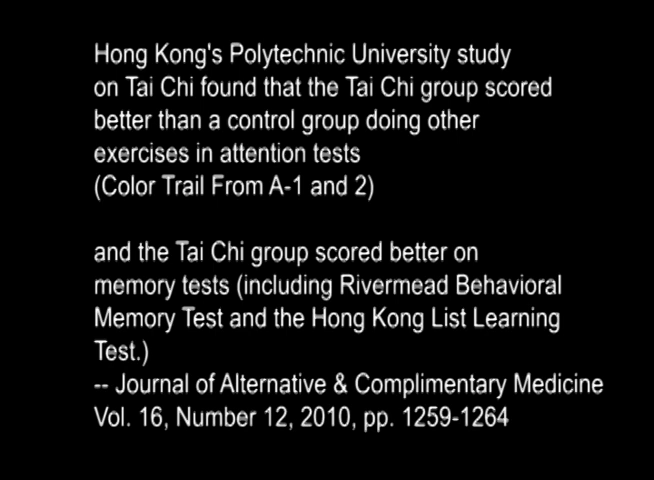 Hong Kong's Polytechnic University study
on Tai Chi found that the Tai Chi group scored
better than a control group doing other
exercises in attention tests
(Color Trail From A-1 and 2)
and the Tai Chi group scored better on
memory tests (including Rivermead Behavioral
Memory Test and the Hong Kong List Learning
Test.)
-- Journal of Alternative & Complimentary Medicine
Vol. 16, Number 12, 2010, pp. 1259-1264